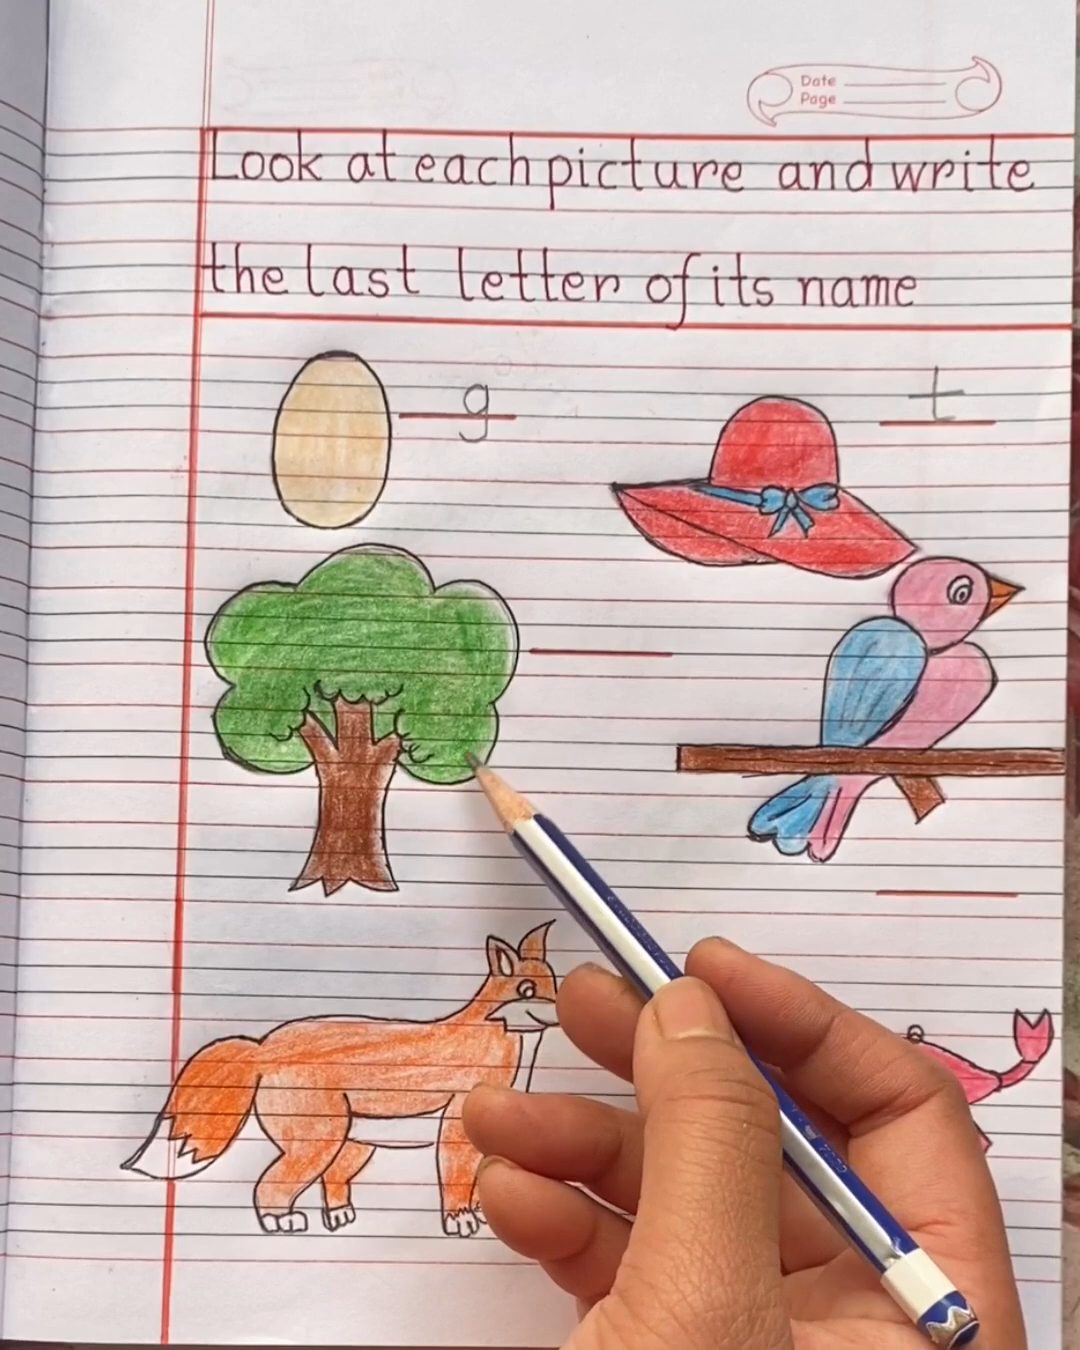 Date
Page
Look at each picture and write
the last letter of its name
g
t